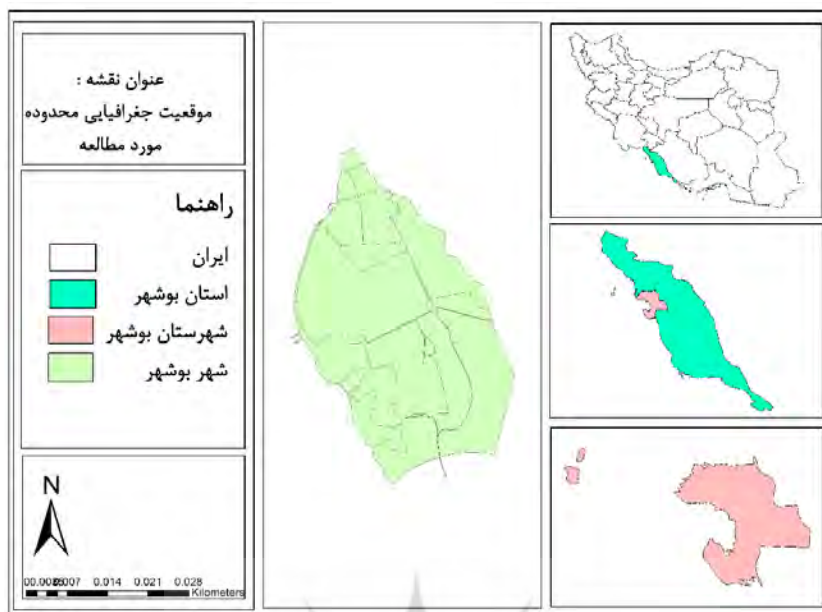 عنوان نقشه :
موقعیت جغرافیایی محدوده
مورد مطالعه
راهنما
ایران
استان بوشهر
شهرستان بوشهر
شهر بوشهر
N
0.007 0.014 0.021 0.028
Kilometers